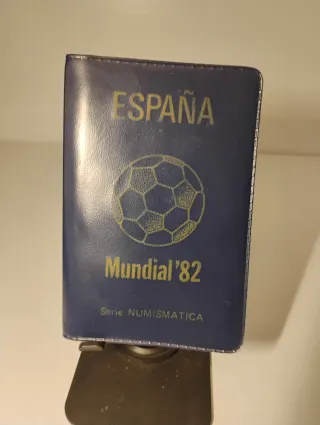 ESPAÑA
Mundial '82
Serie NUMISMATICA